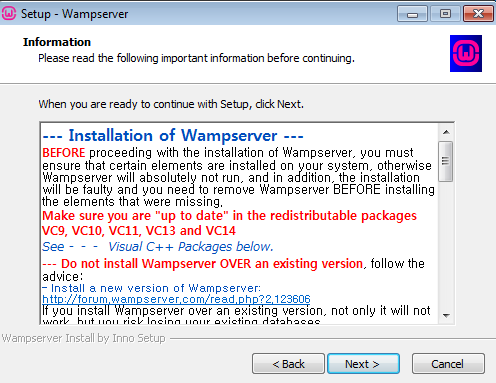 Setup - Wampserver
Information
Please read the following important information before continuing.
When you are ready to continue with Setup, click Next.
--- Installation of Wampserver ---
BEFORE proceeding with the installation of Wampserver, you must
ensure that certain elements are installed on your system, otherwise
Wampserver will absolutely not run, and in addition, the installation
will be faulty and you need to remove Wampserver BEFORE installing
the elements that were missing.
Make sure you are "up to date" in the redistributable packages
VC9, VC10, VC11, VC13 and VC14
See - - - Visual C++ Packages below.
--- Do not install Wampserver OVER an existing version, follow the
advice:
- Install a new version of Wampserver:
http://forum.wampserver.com/read.php?2,123606
If you install Wampserver over an existing version, not only it will not
work, but you risk losing your existing databases.
Wampserver Install by Inno Setup
< Back
Next >
Cancel